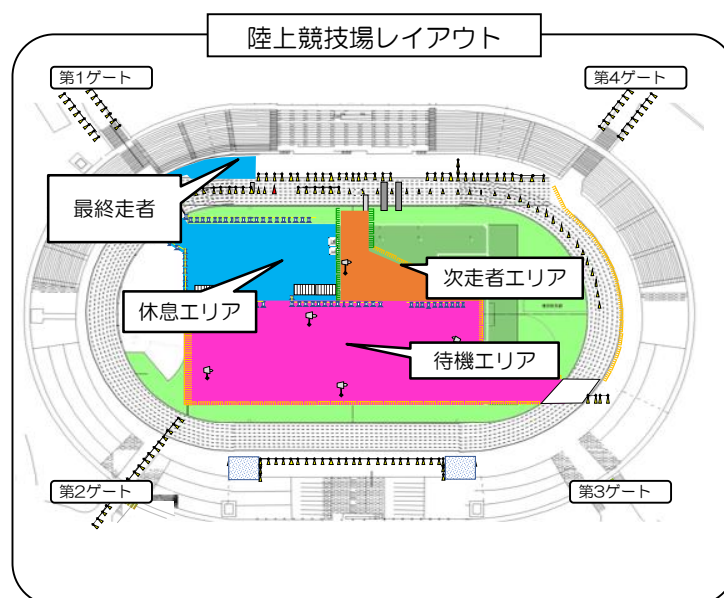 陸上競技場レイアウト
第1ゲート
第4ゲート
最終走者
次走者エリア
休息エリア
待機エリア
第2ゲート
第3ゲート